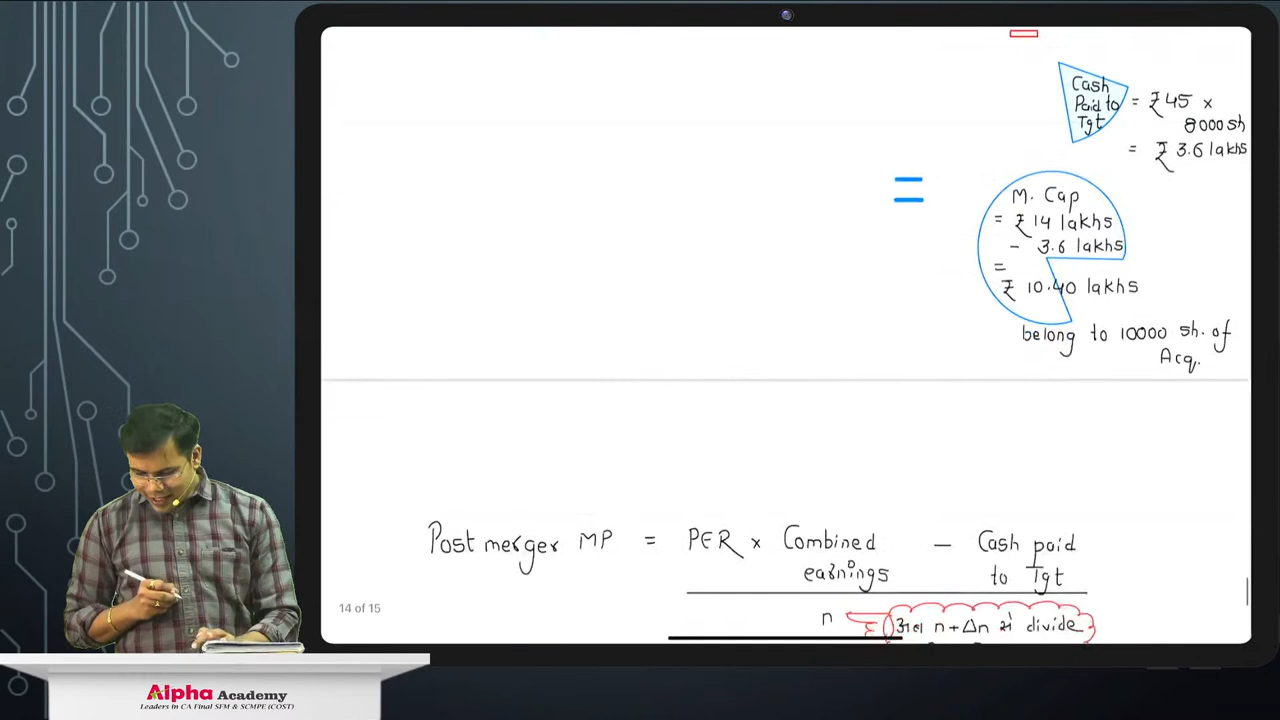 Cash
Paid to
Tgt
= ₹45 ×
8000 sh
= ₹ 3.6 lakhs
=
M. Cap
= ₹ 14 lakhs
- 3.6 lakhs
=
₹ 10.40 lakhs
belong to 10000 sh. of
Acq.
Post merger MP = PER × Combined earnings - Cash paid to Tgt
n
n + Δn से divide
14 of 15
Alpha Academy
Leaders in CA Final SFM & SCMPE (COST)